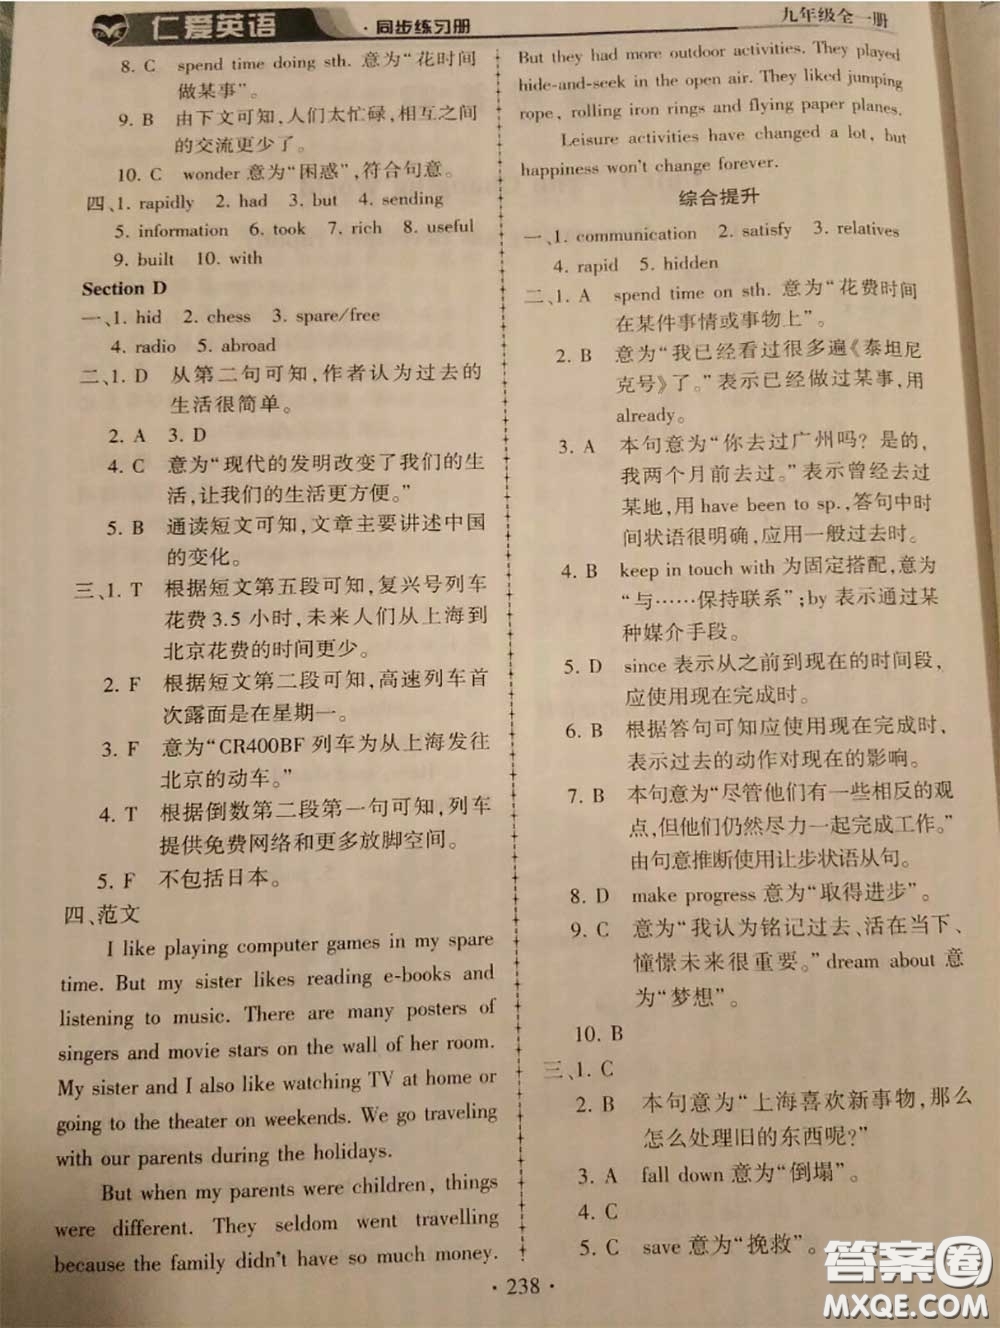 仁爱英语 ·同步练习册
九年级全一册
8. C spend time doing sth. 意为“花时间
做某事”。
9. B 由下文可知,人们太忙碌,相互之间
的交流更少了。
10. C wonder 意为“困惑”,符合句意。
四、1. rapidly 2. had 3. but 4. sending
5. information 6. took 7. rich 8. useful
9. built 10. with
Section D
一、1. hid 2. chess 3. spare/free
4. radio 5. abroad
二、1. D 从第二句可知,作者认为过去的
生活很简单。
2. A 3. D
4. C 意为“现代的发明改变了我们的生
活,让我们的生活更方便。”
5. B 通读短文可知,文章主要讲述中国
的变化。
三、1. T 根据短文第五段可知,复兴号列车
花费 3.5 小时,未来人们从上海到
北京花费的时间更少。
2. F 根据短文第二段可知,高速列车首
次露面是在星期一。
3. F 意为“CR400BF 列车为从上海发往
北京的动车。”
4. T 根据倒数第二段第一句可知,列车
提供免费网络和更多放脚空间。
5. F 不包括日本。
四、范文
I like playing computer games in my spare
time. But my sister likes reading e-books and
listening to music. There are many posters of
singers and movie stars on the wall of her room.
My sister and I also like watching TV at home or
going to the theater on weekends. We go traveling
with our parents during the holidays.
But when my parents were children, things
were different. They seldom went travelling
because the family didn't have so much money.
But they had more outdoor activities. They played
hide-and-seek in the open air. They liked jumping
rope, rolling iron rings and flying paper planes.
Leisure activities have changed a lot, but
happiness won't change forever.
综合提升
一、1. communication 2. satisfy 3. relatives
4. rapid 5. hidden
二、1. A spend time on sth. 意为“花费时间
在某件事情或事物上”。
2. B 意为“我已经看过很多遍《泰坦尼
克号》了。”表示已经做过某事,用
already。
3. A 本句意为“你去过广州吗? 是的,
我两个月前去过。”表示曾经去过
某地,用 have been to sp.,答句中时
间状语很明确,应用一般过去时。
4. B keep in touch with 为固定搭配,意为
“与……保持联系”;by 表示通过某
种媒介手段。
5. D since 表示从之前到现在的时间段,
应使用现在完成时。
6. B 根据答句可知应使用现在完成时,
表示过去的动作对现在的影响。
7. B 本句意为“尽管他们有一些相反的观
点,但他们仍然尽力一起完成工作。”
由句意推断使用让步状语从句。
8. D make progress 意为“取得进步”。
9. C 意为“我认为铭记过去、活在当下、
憧憬未来很重要。”dream about 意
为“梦想”。
10. B
三、1. C
2. B 本句意为“上海喜欢新事物,那么
怎么处理旧的东西呢?”
3. A fall down 意为“倒塌”。
4. C
5. C save 意为“挽救”。
· 238 ·
答案圈
MXQE.COM